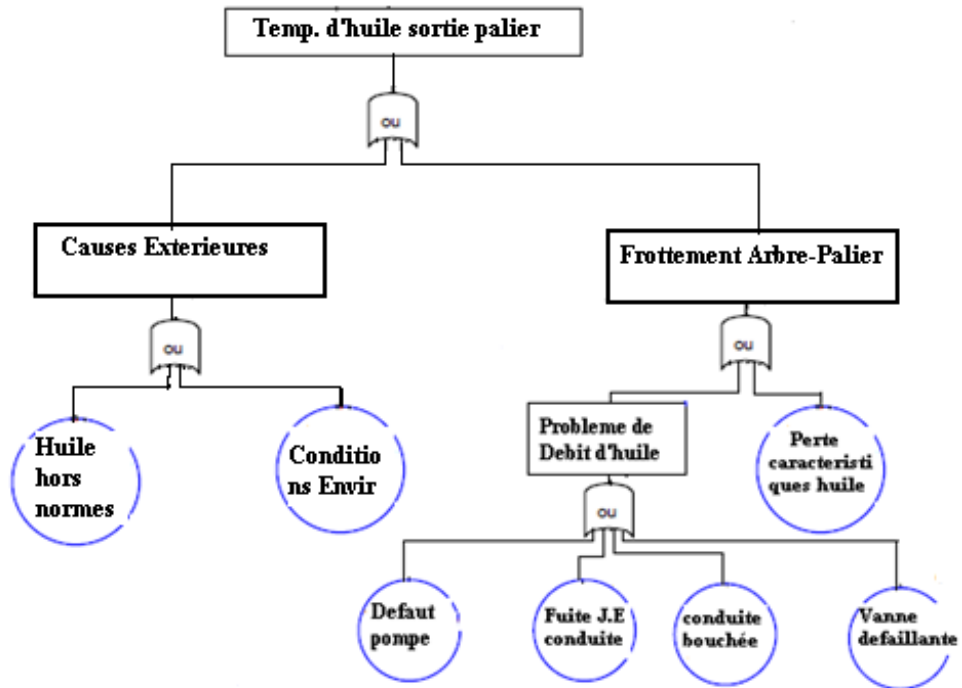 Temp. d'huile sortie palier
ou
Causes Exterieures
Frottement Arbre-Palier
ou
ou
Huile
hors
normes
Conditio
ns Envir
Probleme de
Debit d'huile
Perte
caracteristi
ques huile
ou
Defaut
pompe
Fuite J.E
conduite
conduite
bouchée
Vanne
defaillante